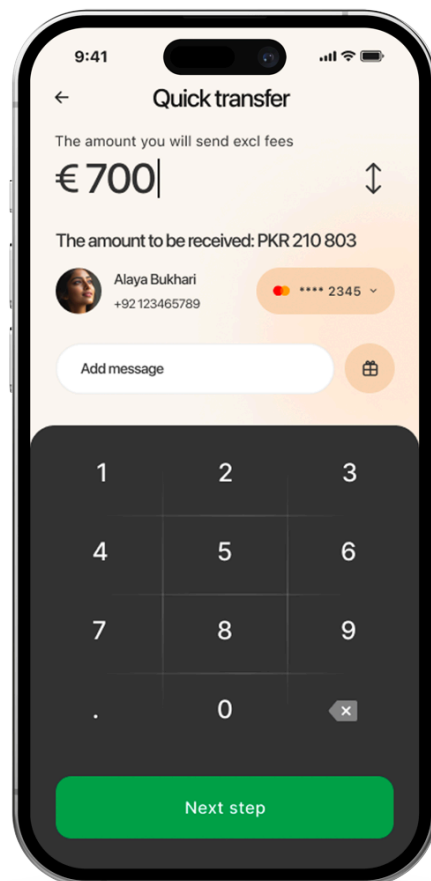 9:41
Quick transfer
The amount you will send excl fees
€ 700
The amount to be received: PKR 210 803
Alaya Bukhari
+92 123465789
**** 2345
Add message
1 2 3
4 5 6
7 8 9
. 0
Next step